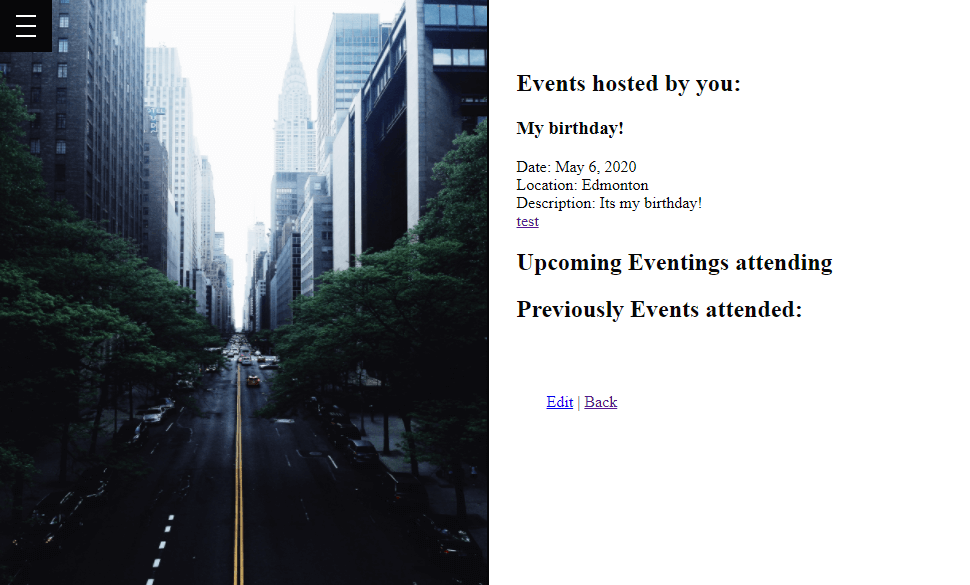 Events hosted by you:
My birthday!
Date: May 6, 2020
Location: Edmonton
Description: Its my birthday!
test
Upcoming Eventings attending
Previously Events attended:
Edit | Back